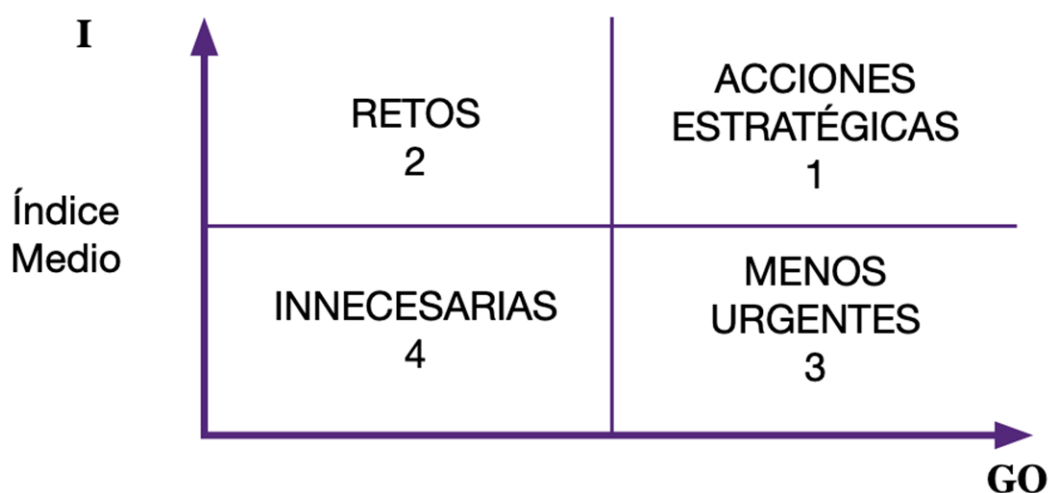 I
RETOS
2
ACCIONES
ESTRATÉGICAS
1
Índice
Medio
INNECESARIAS
4
MENOS
URGENTES
3
GO